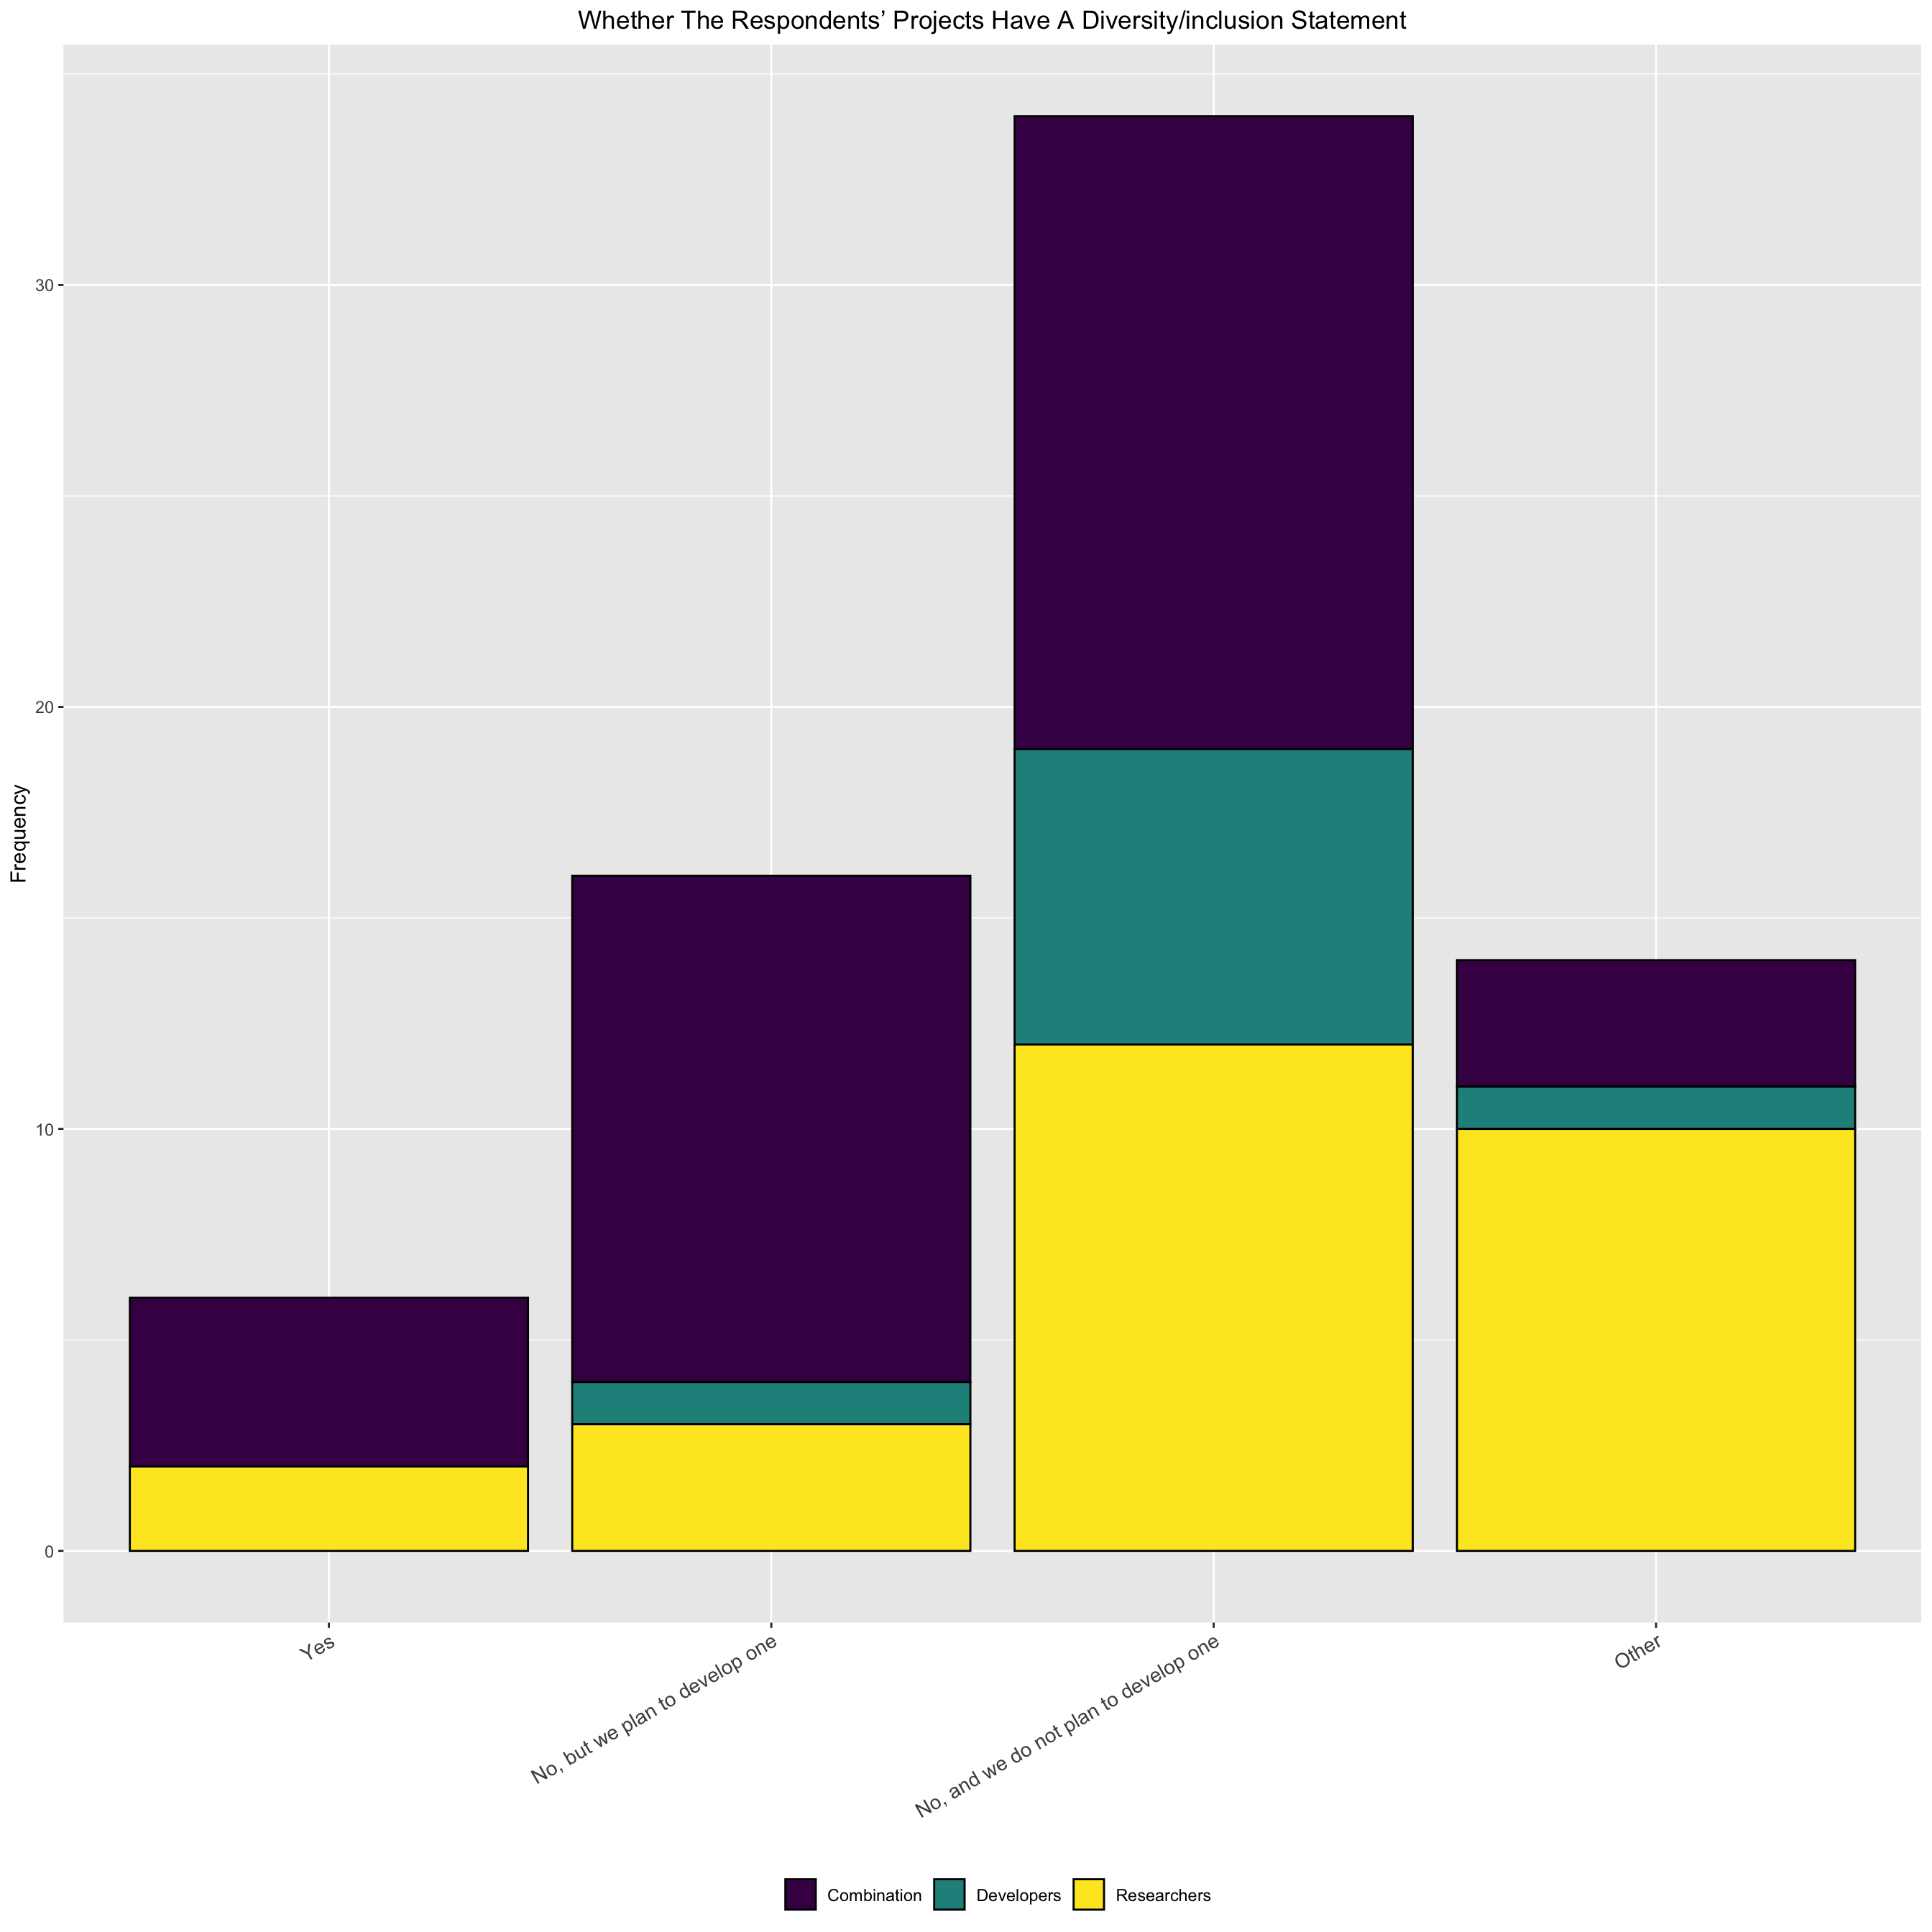 Whether The Respondents’ Projects Have A Diversity/inclusion Statement
Frequency
30
20
10
0
Yes
No, but we plan to develop one
No, and we do not plan to develop one
Other
Combination
Developers
Researchers